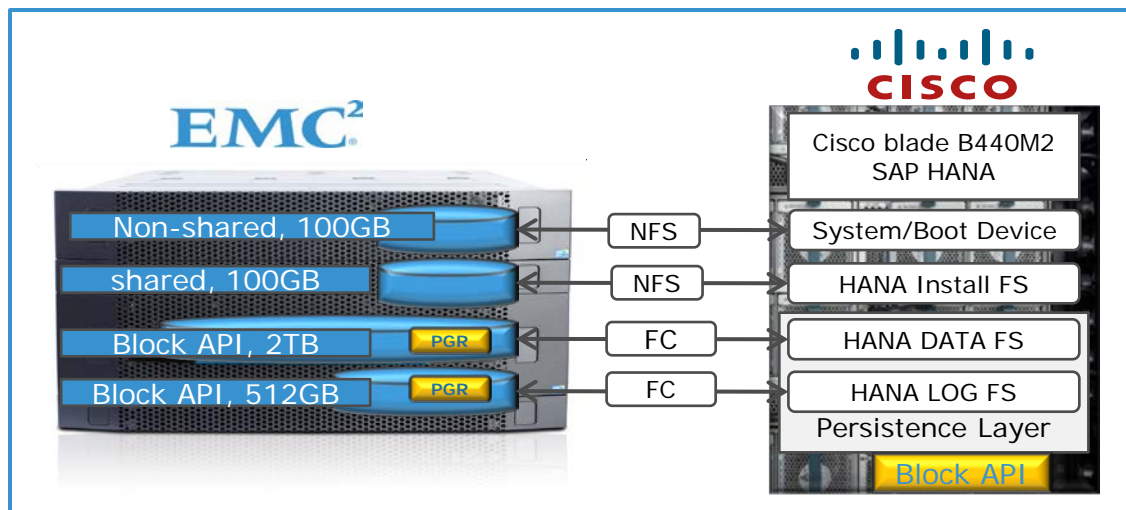 EMC²
CISCO
Cisco blade B440M2
SAP HANA
Non-shared, 100GB
NFS
System/Boot Device
shared, 100GB
NFS
HANA Install FS
Block API, 2TB
PGR
FC
HANA DATA FS
Block API, 512GB
PGR
FC
HANA LOG FS
Persistence Layer
Block API